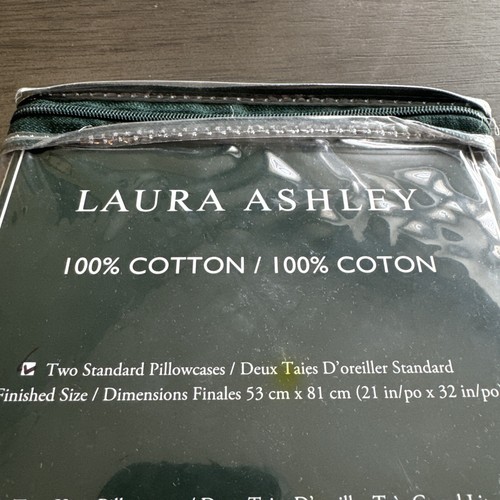 LAURA ASHLEY
100% COTTON / 100% COTON
Two Standard Pillowcases / Deux Taies D'oreiller Standard
Finished Size / Dimensions Finales 53 cm x 81 cm (21 in/po x 32 in/po